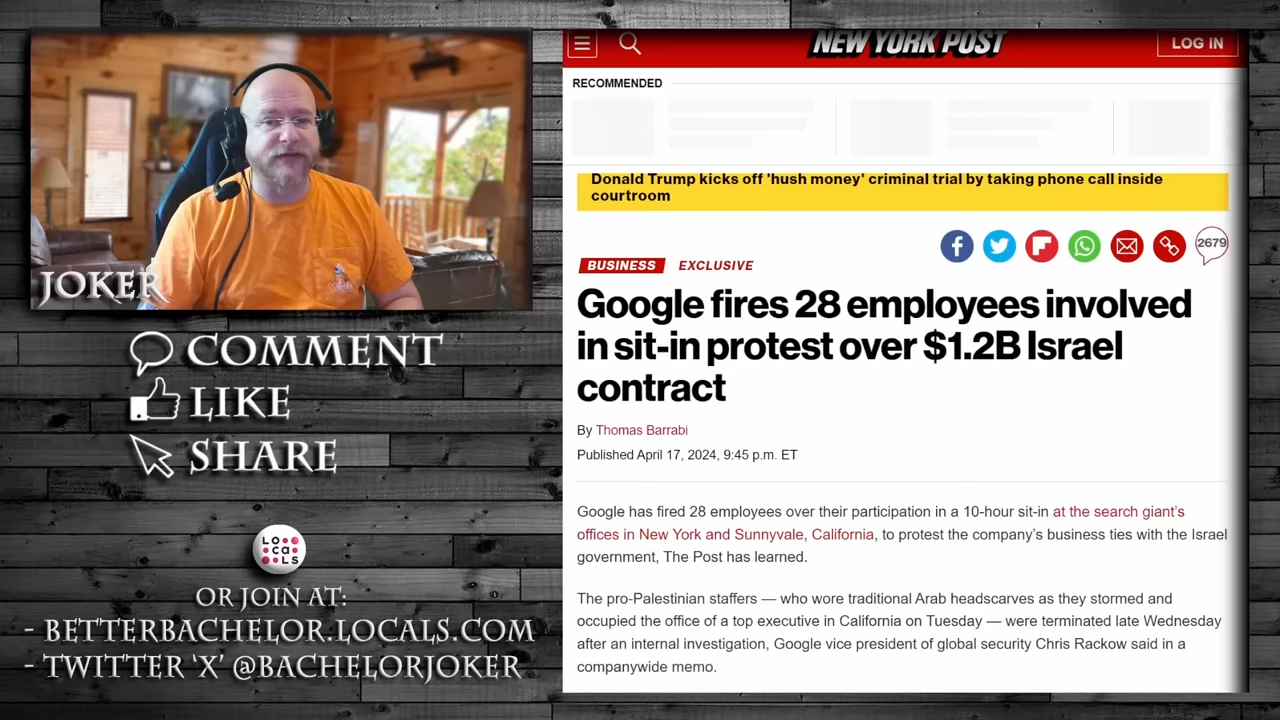 JOKER
COMMENT
LIKE
SHARE
LOCALS
OR JOIN AT:
- BETTERBACHELOR.LOCALS.COM
- TWITTER 'X' @BACHELORJOKER
NEW YORK POST
LOG IN
RECOMMENDED
Donald Trump kicks off 'hush money' criminal trial by taking phone call inside
courtroom
2679
BUSINESS EXCLUSIVE
Google fires 28 employees involved
in sit-in protest over $1.2B Israel
contract
By Thomas Barrabi
Published April 17, 2024, 9:45 p.m. ET
Google has fired 28 employees over their participation in a 10-hour sit-in at the search giant's
offices in New York and Sunnyvale, California, to protest the company's business ties with the Israel
government, The Post has learned.
The pro-Palestinian staffers — who wore traditional Arab headscarves as they stormed and
occupied the office of a top executive in California on Tuesday — were terminated late Wednesday
after an internal investigation, Google vice president of global security Chris Rackow said in a
companywide memo.